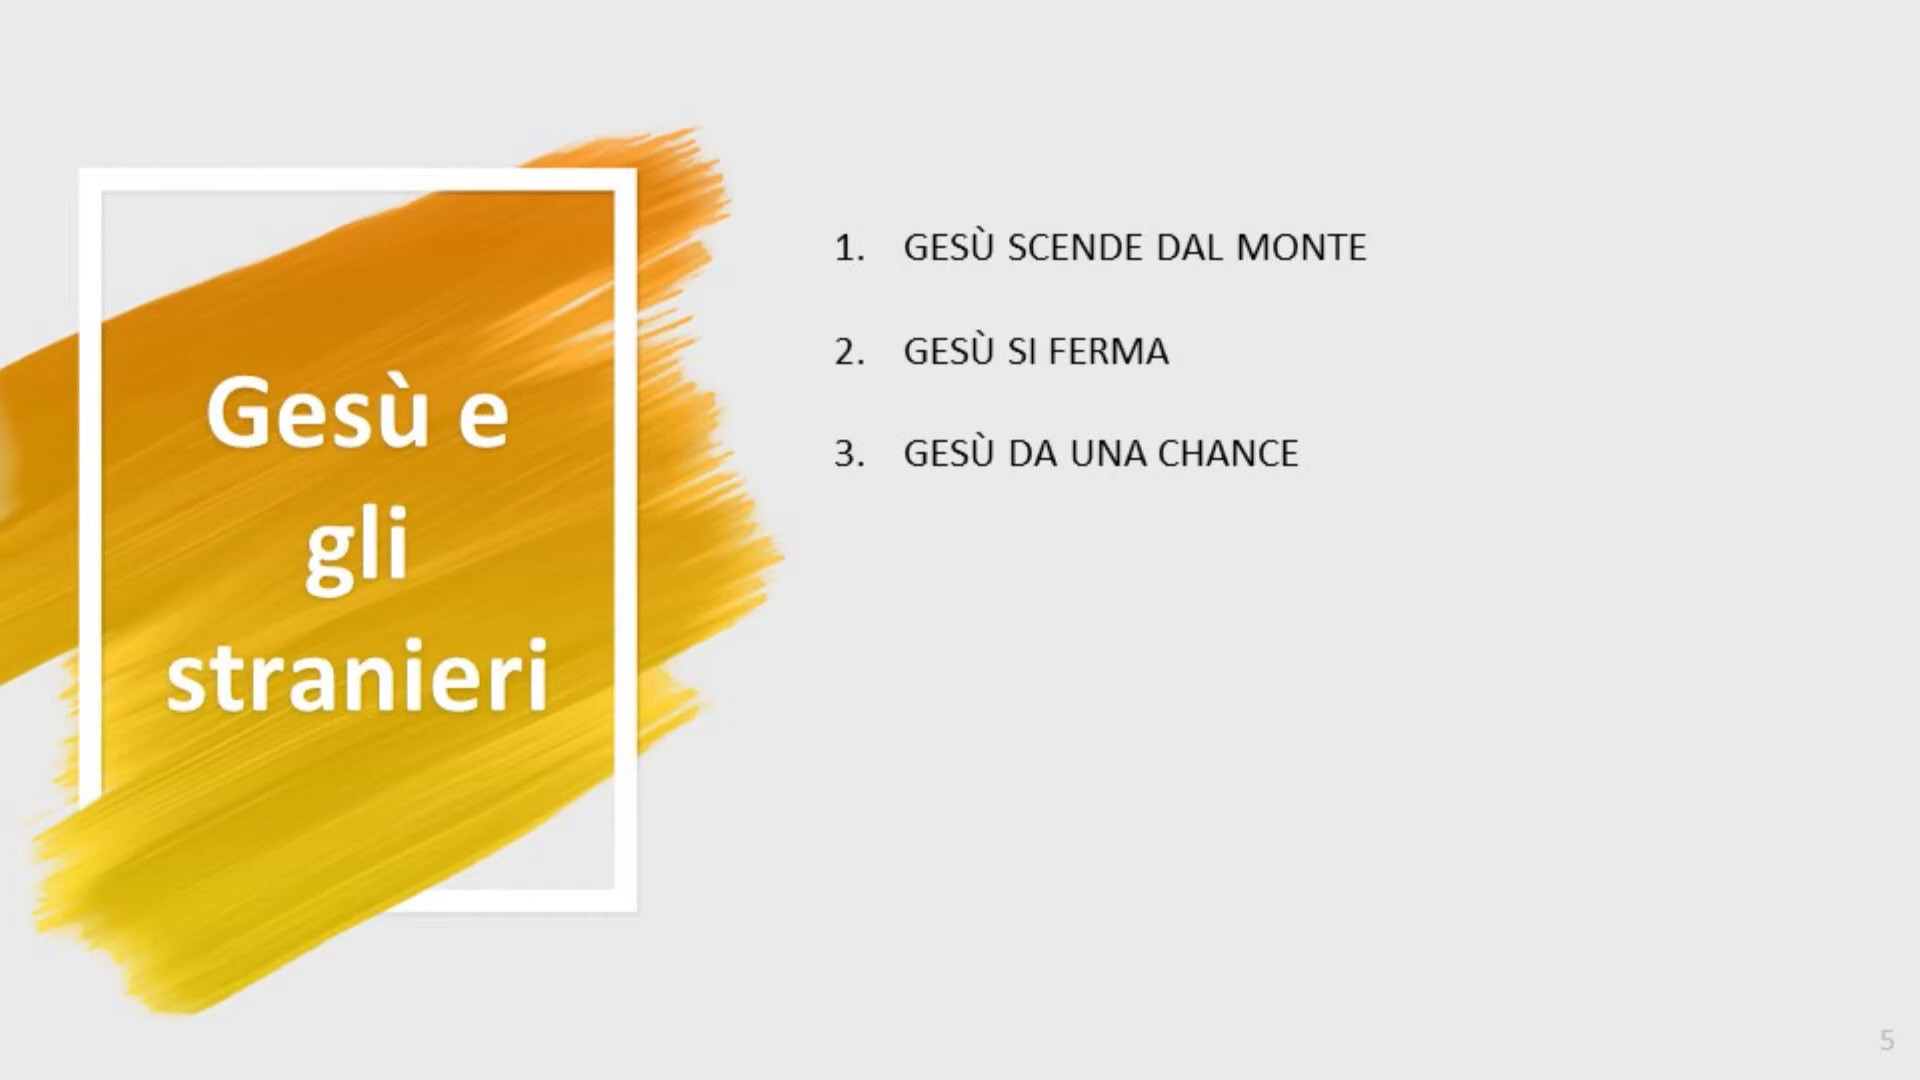 Gesù e
gli
stranieri
1. GESÙ SCENDE DAL MONTE
2. GESÙ SI FERMA
3. GESÙ DA UNA CHANCE
5